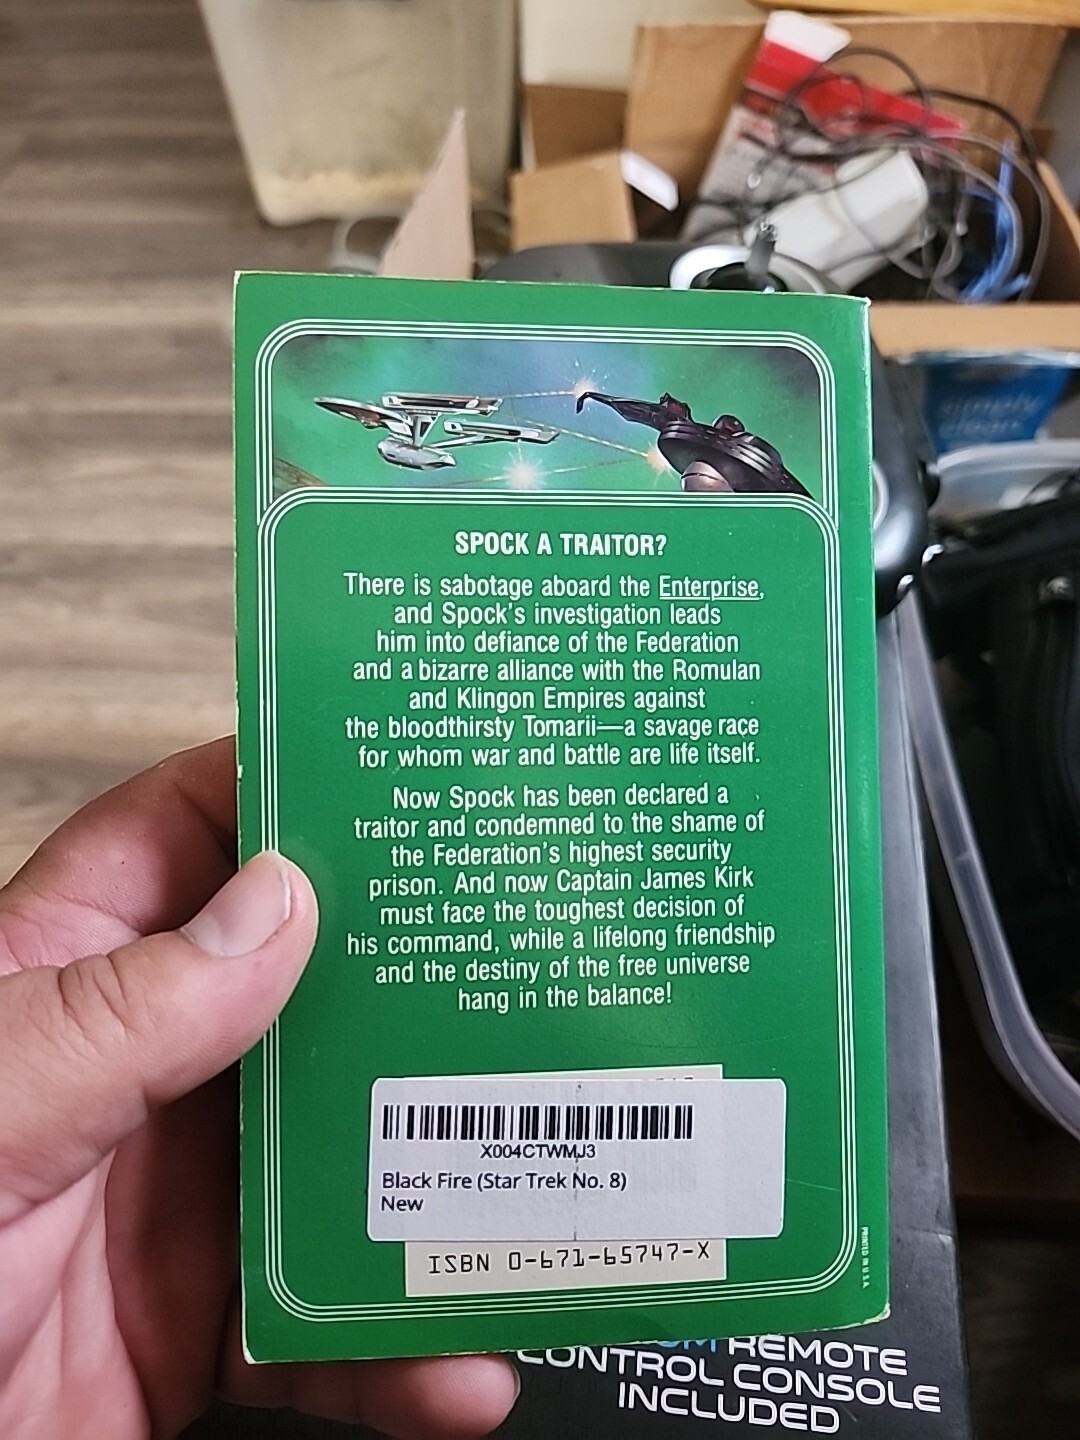 simply
clean
SPOCK A TRAITOR?
There is sabotage aboard the Enterprise,
and Spock's investigation leads
him into defiance of the Federation
and a bizarre alliance with the Romulan
and Klingon Empires against
the bloodthirsty Tomarii—a savage race
for whom war and battle are life itself.
Now Spock has been declared a
traitor and condemned to the shame of
the Federation's highest security
prison. And now Captain James Kirk
must face the toughest decision of
his command, while a lifelong friendship
and the destiny of the free universe
hang in the balance!
X004CTWMJ3
Black Fire (Star Trek No. 8)
New
ISBN 0-671-65747-X
PRINTED IN U.S.A.
REMOTE
CONTROL CONSOLE
INCLUDED